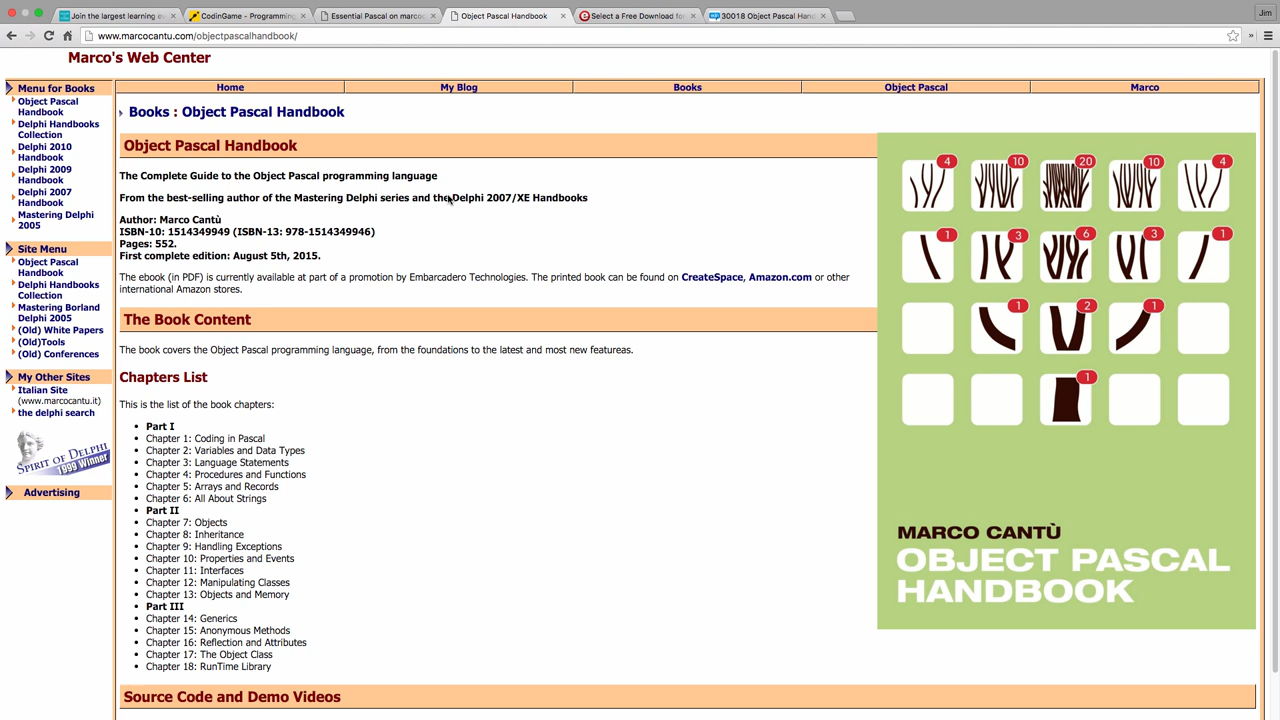 Join the largest learning e
CodinGame - Programming
Essential Pascal on marcoc
Object Pascal Handbook
Select a Free Download for
30018 Object Pascal Hand
Jim
www.marcocantu.com/objectpascalhandbook/
Marco's Web Center
Menu for Books
Object Pascal
Handbook
Delphi Handbooks
Collection
Delphi 2010
Handbook
Delphi 2009
Handbook
Delphi 2007
Handbook
Mastering Delphi
2005
Site Menu
Object Pascal
Handbook
Delphi Handbooks
Collection
Mastering Borland
Delphi 2005
(Old) White Papers
(Old)Tools
(Old) Conferences
My Other Sites
Italian Site
(www.marcocantu.it)
the delphi search
SPIRIT OF DELPHI
1999 Winner
Advertising
Home
My Blog
Books
Object Pascal
Marco
Books : Object Pascal Handbook
Object Pascal Handbook
The Complete Guide to the Object Pascal programming language
From the best-selling author of the Mastering Delphi series and the Delphi 2007/XE Handbooks
Author: Marco Cantù
ISBN-10: 1514349949 (ISBN-13: 978-1514349946)
Pages: 552.
First complete edition: August 5th, 2015.
The ebook (in PDF) is currently available at part of a promotion by Embarcadero Technologies. The printed book can be found on CreateSpace, Amazon.com or other
international Amazon stores.
The Book Content
The book covers the Object Pascal programming language, from the foundations to the latest and most new featureas.
Chapters List
This is the list of the book chapters:
Part I
Chapter 1: Coding in Pascal
Chapter 2: Variables and Data Types
Chapter 3: Language Statements
Chapter 4: Procedures and Functions
Chapter 5: Arrays and Records
Chapter 6: All About Strings
Part II
Chapter 7: Objects
Chapter 8: Inheritance
Chapter 9: Handling Exceptions
Chapter 10: Properties and Events
Chapter 11: Interfaces
Chapter 12: Manipulating Classes
Chapter 13: Objects and Memory
Part III
Chapter 14: Generics
Chapter 15: Anonymous Methods
Chapter 16: Reflection and Attributes
Chapter 17: The Object Class
Chapter 18: RunTime Library
Source Code and Demo Videos
4 10 20 10 4
1 3 6 3 1
1 2 1
1
MARCO CANTÙ
OBJECT PASCAL
HANDBOOK